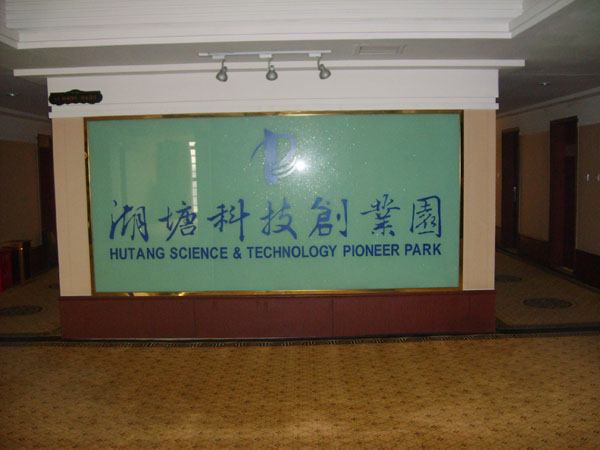 湖塘科技創業園
HUTANG SCIENCE & TECHNOLOGY PIONEER PARK